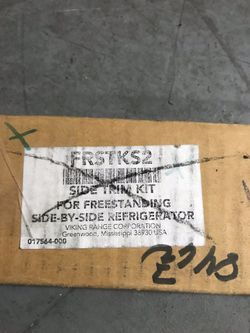 FRSTKS2
SIDE TRIM KIT
FOR FREESTANDING
SIDE-BY-SIDE REFRIGERATOR
VIKING RANGE CORPORATION
Greenwood, Mississippi 38930 USA
017564-000